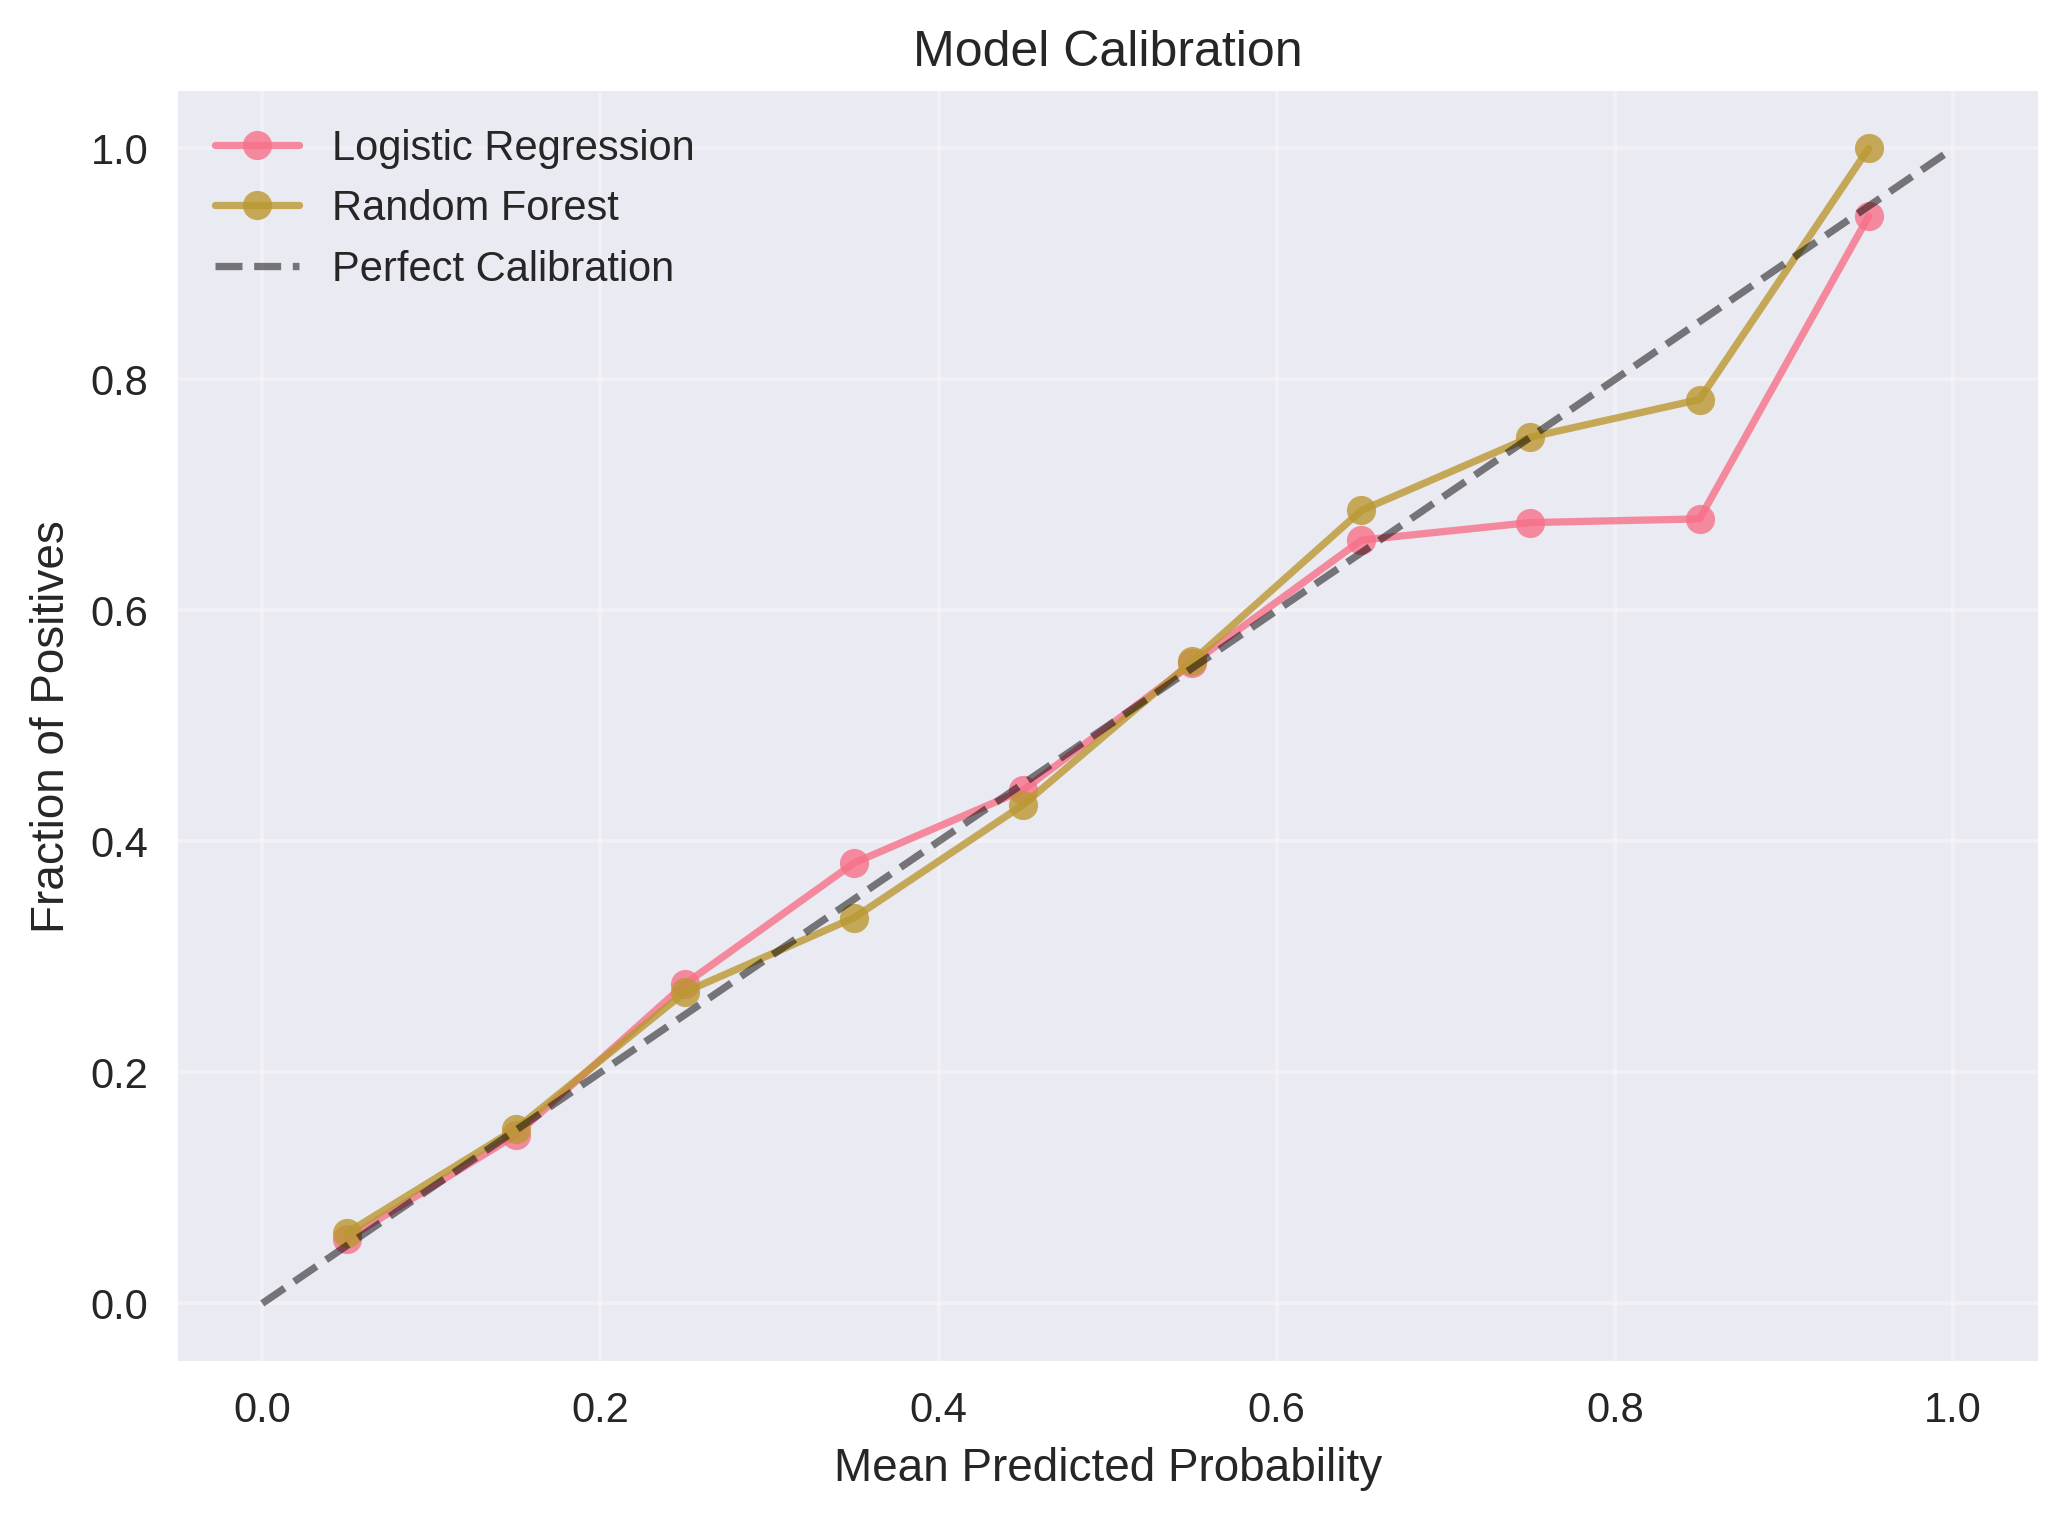 Model Calibration
Logistic Regression
Random Forest
Perfect Calibration
1.0
0.8
0.6
0.4
0.2
0.0
Fraction of Positives
0.0 0.2 0.4 0.6 0.8 1.0
Mean Predicted Probability